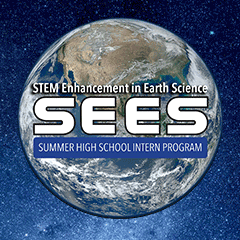 STEM Enhancement in Earth Science
SEES
SUMMER HIGH SCHOOL INTERN PROGRAM